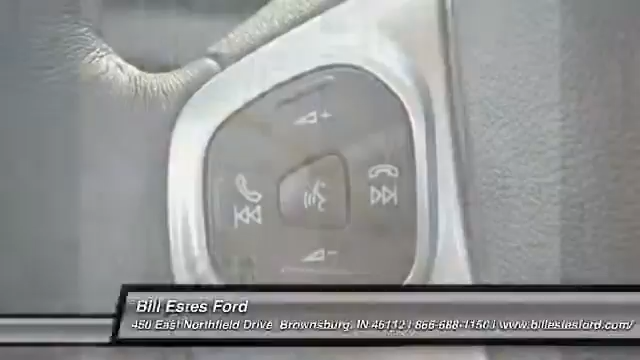 +
-
Bill Estes Ford
450 East Northfield Drive Brownsburg, IN 46112 | 866-688-1150 | www.billestesford.com/